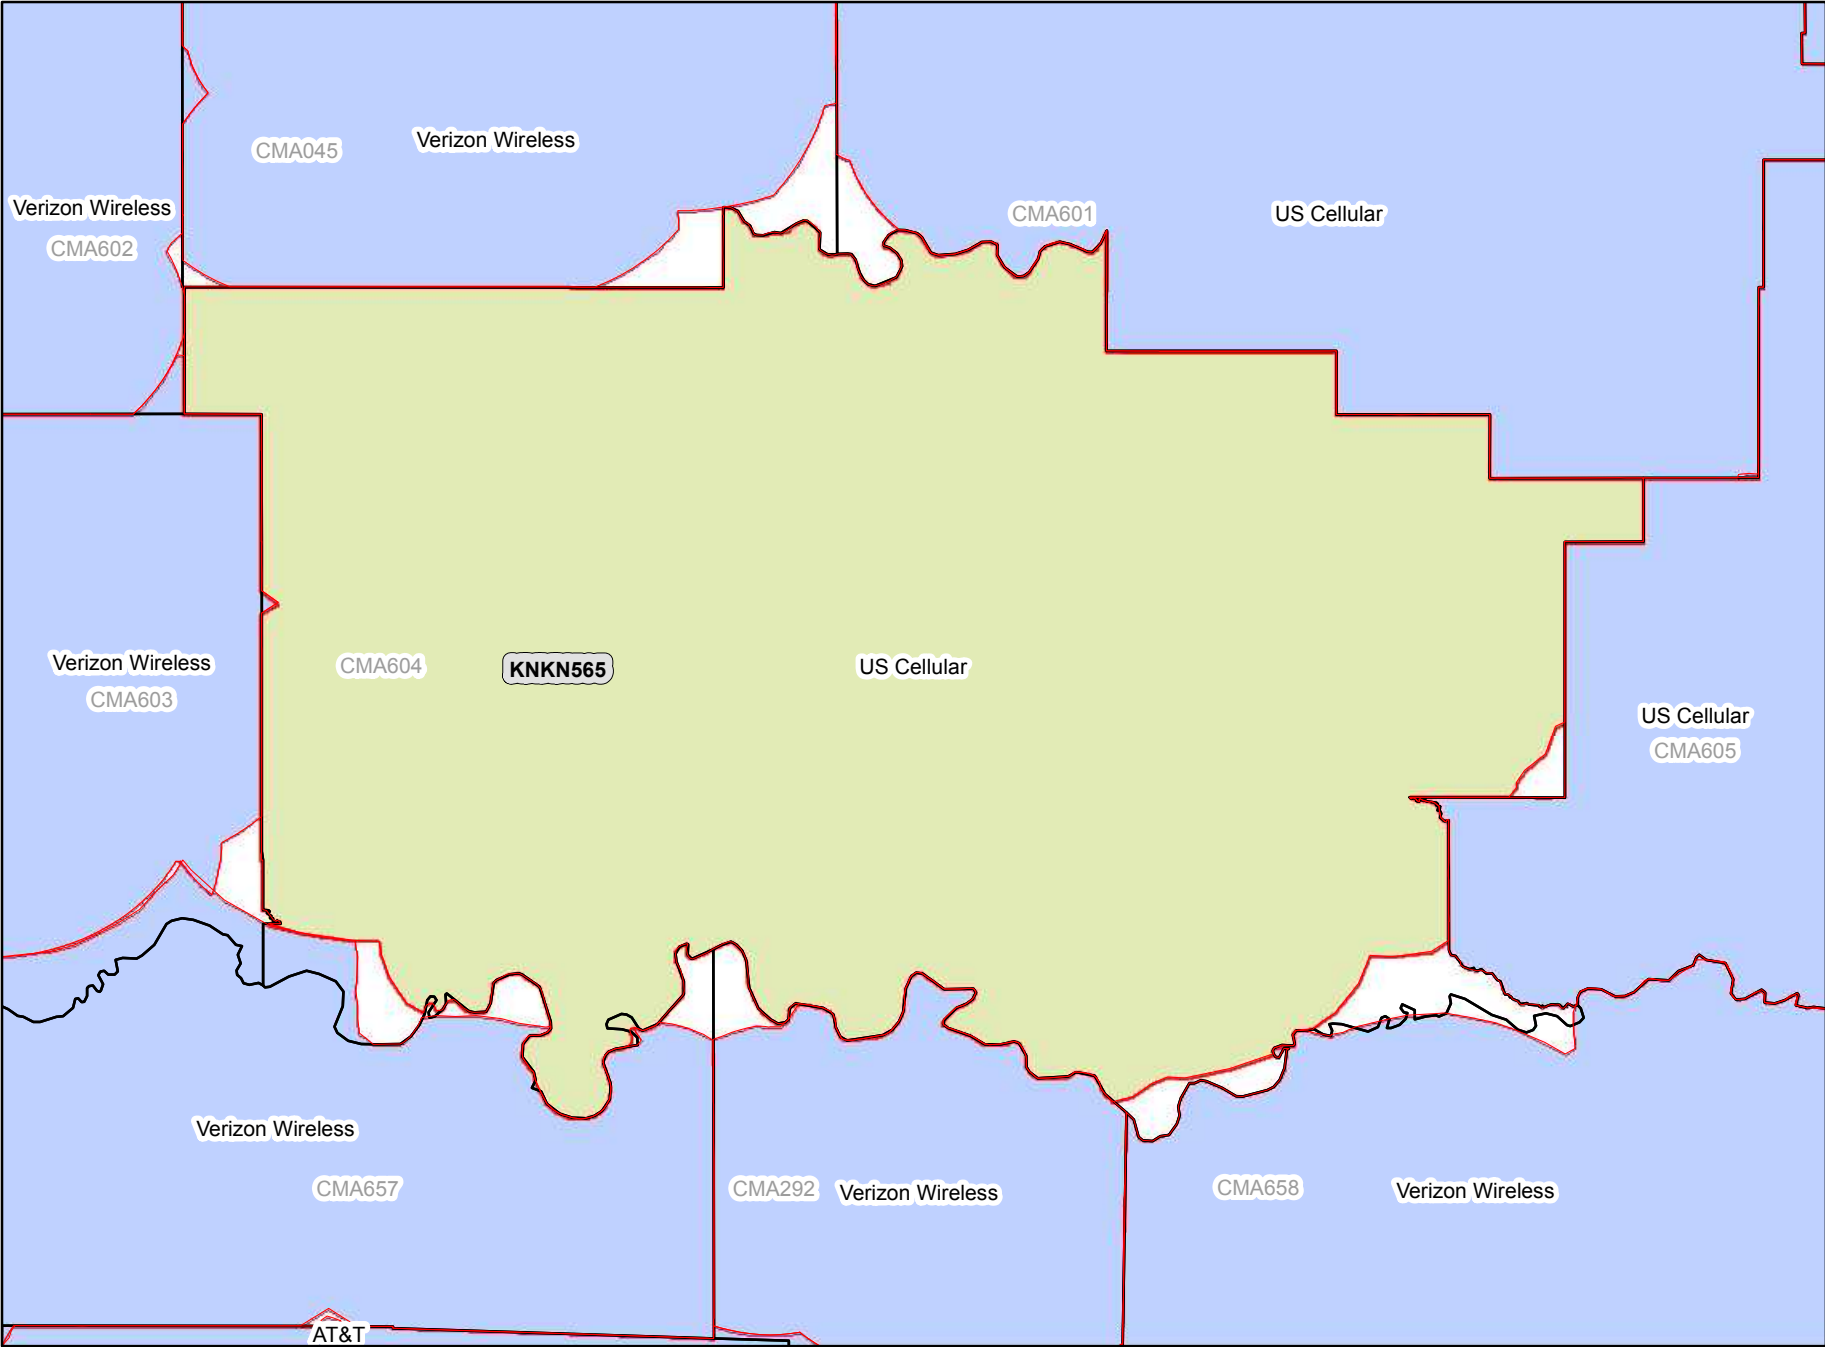 Verizon Wireless
CMA045
Verizon Wireless
CMA602
CMA601
US Cellular
Verizon Wireless
CMA603
CMA604
KNKN565
US Cellular
US Cellular
CMA605
Verizon Wireless
CMA657
CMA292
Verizon Wireless
CMA658
Verizon Wireless
AT&T